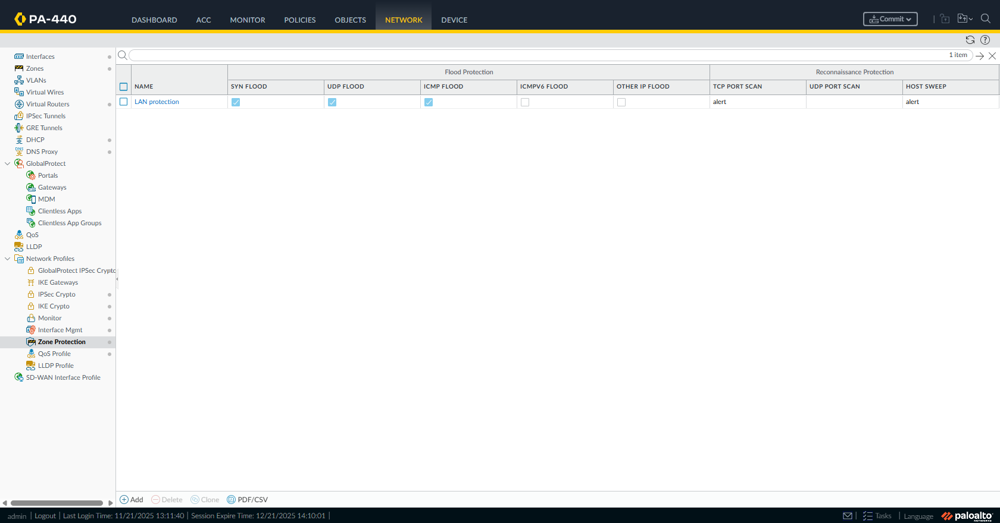 PA-440
DASHBOARD ACC MONITOR POLICIES OBJECTS NETWORK DEVICE
Commit
1 item
Interfaces
Zones
VLANs
Virtual Wires
Virtual Routers
IPSec Tunnels
GRE Tunnels
DHCP
DNS Proxy
GlobalProtect
Portals
Gateways
MDM
Clientless Apps
Clientless App Groups
QoS
LLDP
Network Profiles
GlobalProtect IPSec Crypto
IKE Gateways
IPSec Crypto
IKE Crypto
Monitor
Interface Mgmt
Zone Protection
QoS Profile
LLDP Profile
SD-WAN Interface Profile
Flood Protection Reconnaissance Protection
NAME SYN FLOOD UDP FLOOD ICMP FLOOD ICMPV6 FLOOD OTHER IP FLOOD TCP PORT SCAN UDP PORT SCAN HOST SWEEP
LAN protection alert alert
Add Delete Clone PDF/CSV
admin | Logout | Last Login Time: 11/21/2025 13:11:40 | Session Expire Time: 12/21/2025 14:10:01 |
Tasks | Language paloalto NETWORKS